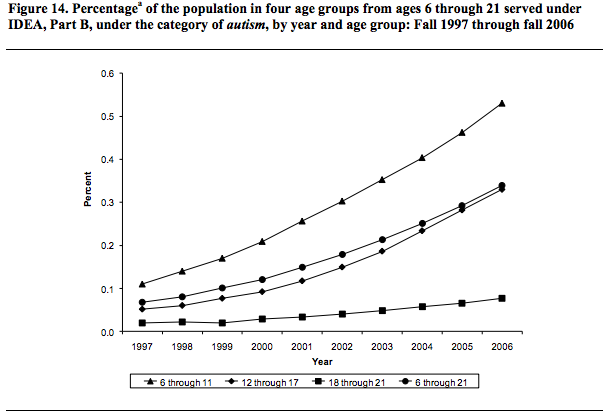 Figure 14. Percentageª of the population in four age groups from ages 6 through 21 served under
IDEA, Part B, under the category of autism, by year and age group: Fall 1997 through fall 2006
0.6
0.5
0.4
0.3
0.2
0.1
0.0
Percent
1997 1998 1999 2000 2001 2002 2003 2004 2005 2006
Year
6 through 11 12 through 17 18 through 21 6 through 21